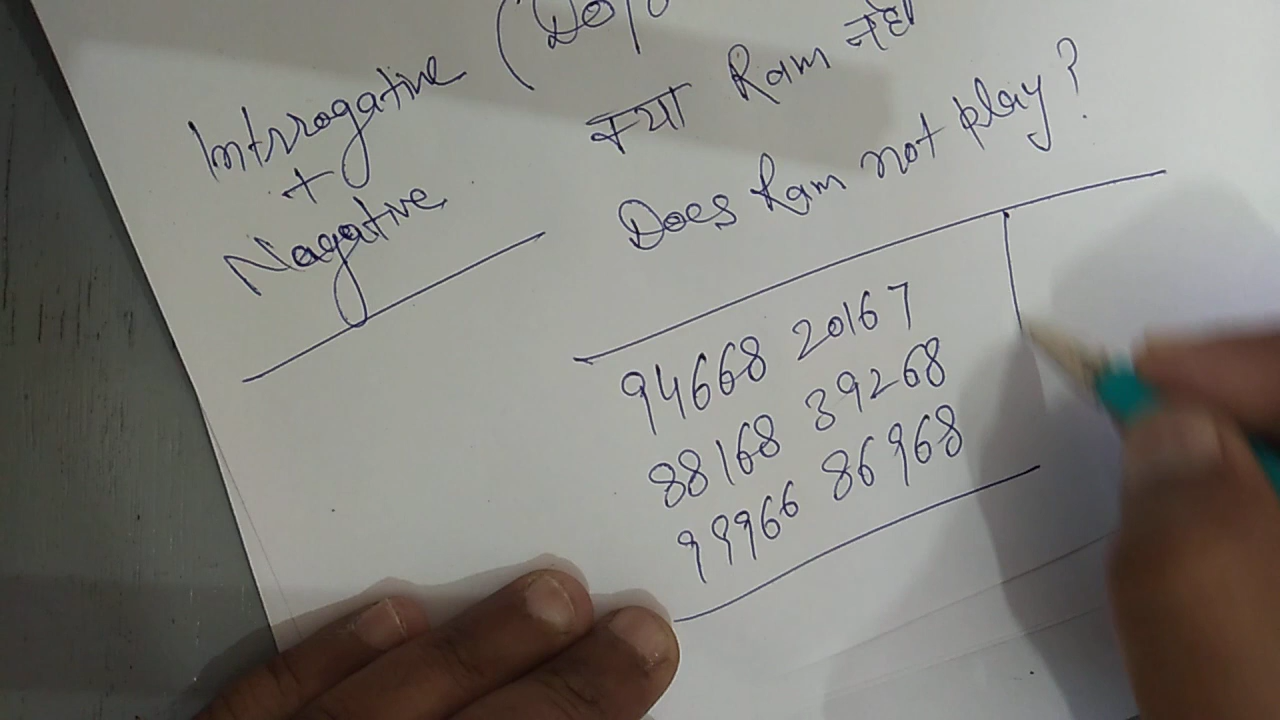 Intrrogative
+
Nagative
क्या Ram नही
Does Ram not play?
94668 20167
88168 39268
99966 86968